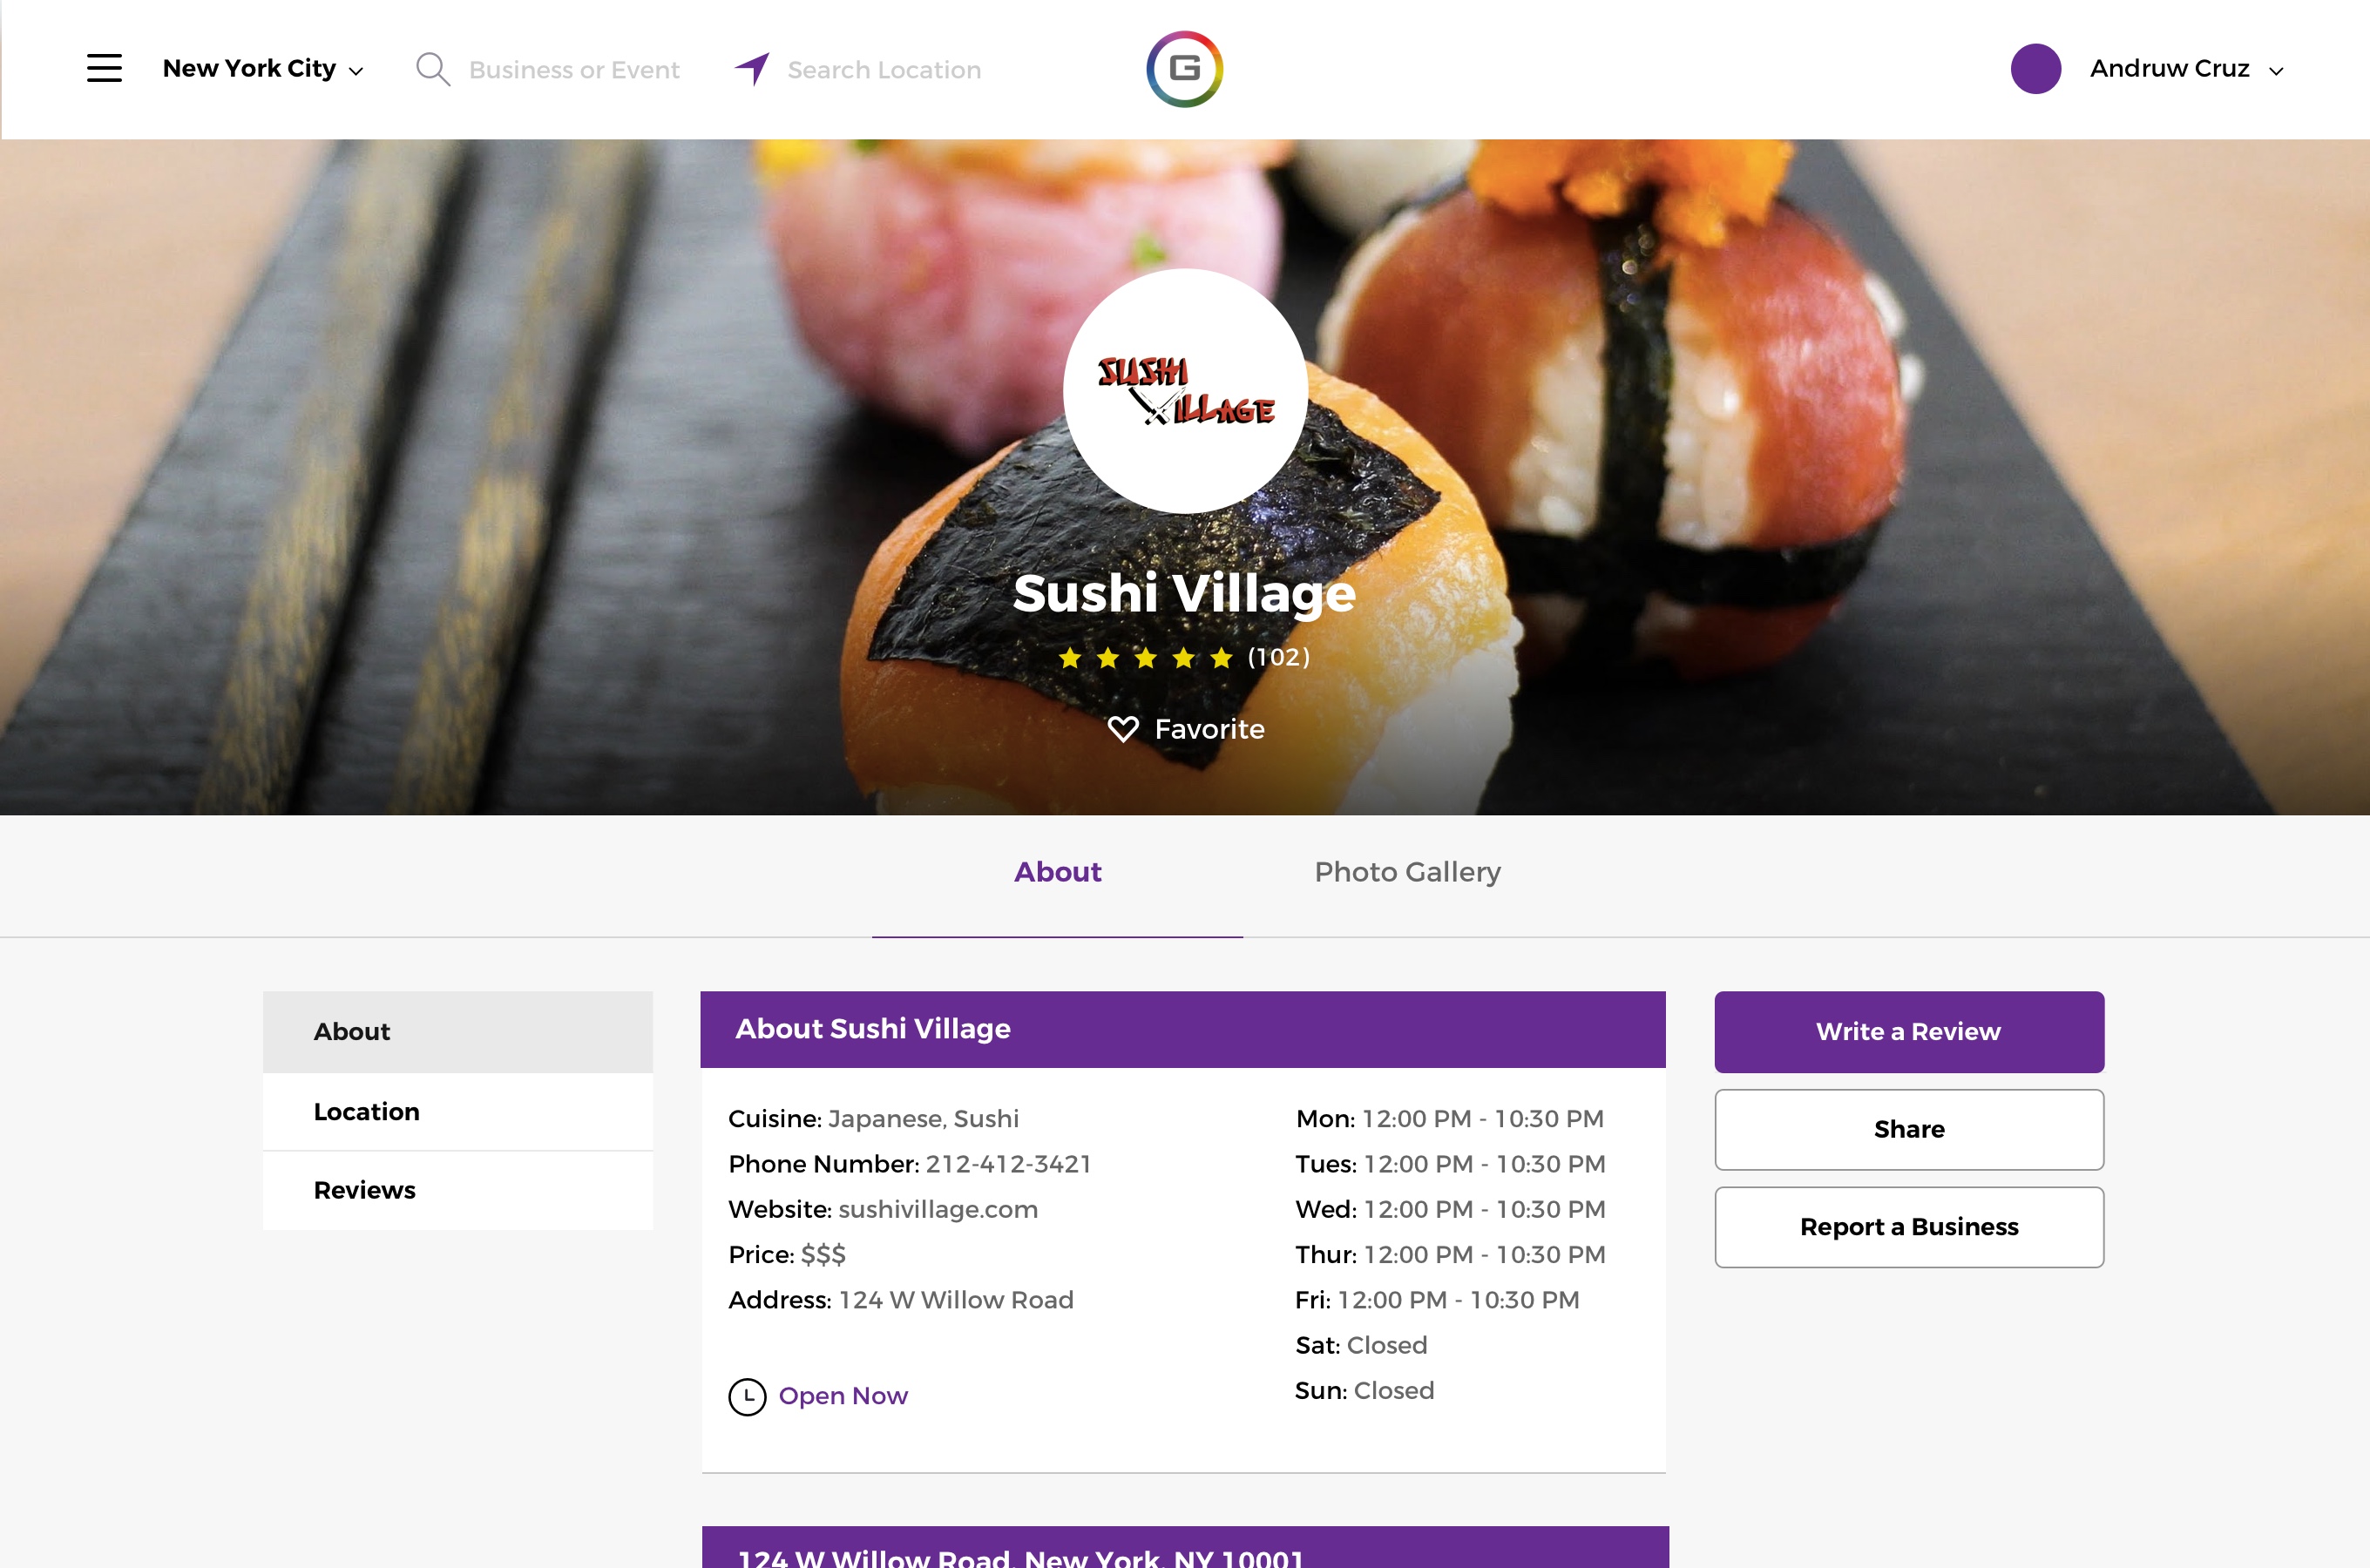 New York City
Business or Event
Search Location
G
Andruw Cruz
SUSHI
VILLAGE
Sushi Village
(102)
Favorite
About
Photo Gallery
About
Location
Reviews
About Sushi Village
Cuisine: Japanese, Sushi
Phone Number: 212-412-3421
Website: sushivillage.com
Price: $$$
Address: 124 W Willow Road
Open Now
Mon: 12:00 PM - 10:30 PM
Tues: 12:00 PM - 10:30 PM
Wed: 12:00 PM - 10:30 PM
Thur: 12:00 PM - 10:30 PM
Fri: 12:00 PM - 10:30 PM
Sat: Closed
Sun: Closed
Write a Review
Share
Report a Business
124 W Willow Road, New York, NY 10001